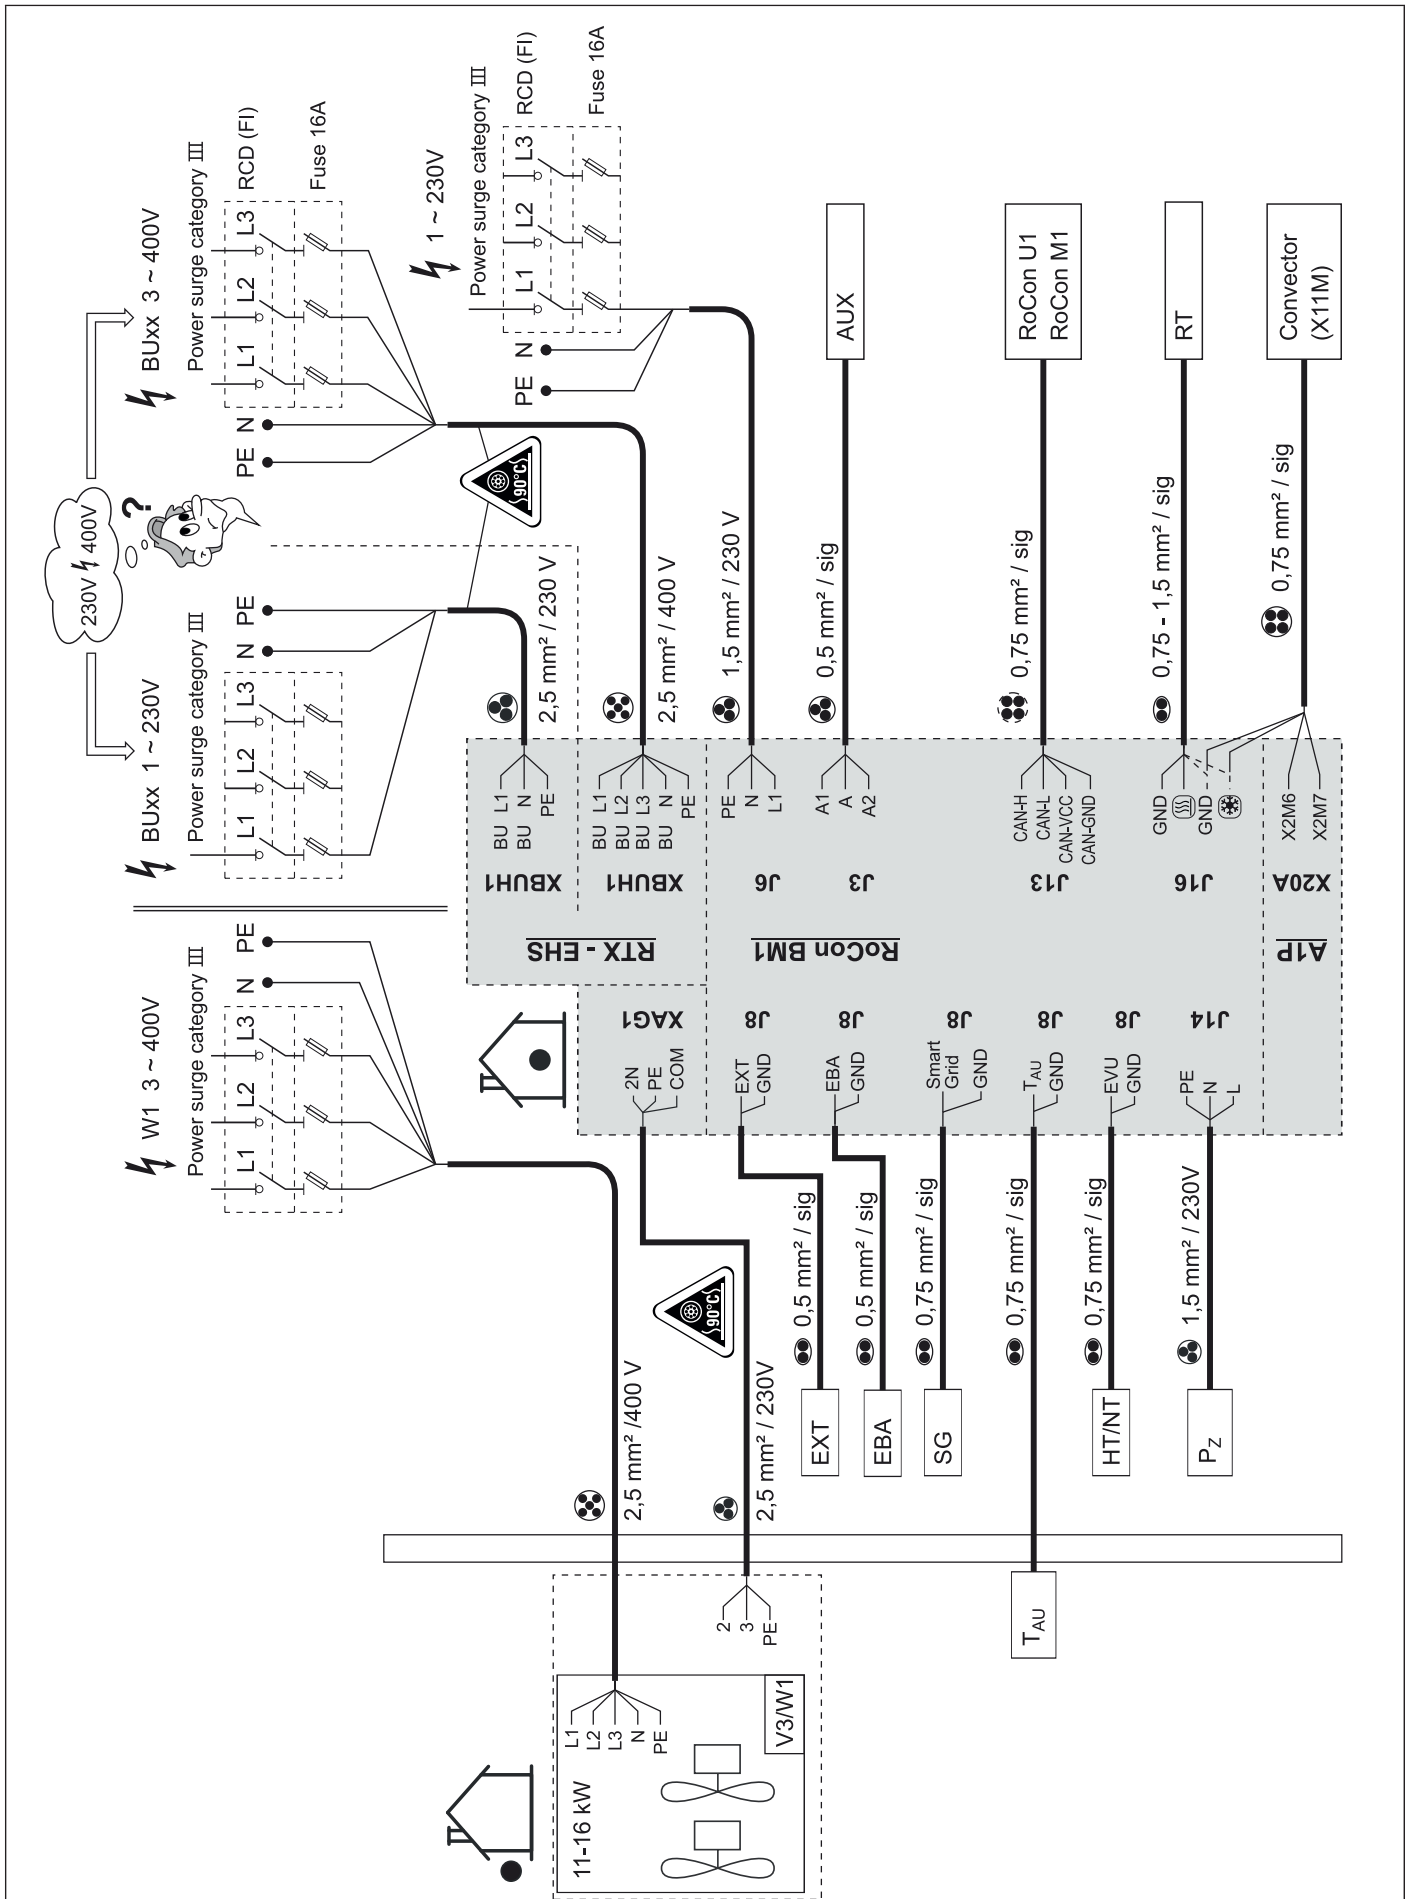 230V 400V
?
BUxx 1 ~ 230V
Power surge category III
L1 L2 L3 N PE
BUxx 3 ~ 400V
Power surge category III
PE N L1 L2 L3
RCD (FI)
Fuse 16A
1 ~ 230V
Power surge category III
PE N L1 L2 L3
RCD (FI)
Fuse 16A
W1 3 ~ 400V
Power surge category III
L1 L2 L3 N PE
90°C
2,5 mm² / 230 V
2,5 mm² / 400 V
1,5 mm² / 230 V
0,5 mm² / sig
AUX
0,75 mm² / sig
RoCon U1
RoCon M1
0,75 - 1,5 mm² / sig
RT
0,75 mm² / sig
Convector
(X11M)
BU L1
BU N
PE
XBUH1
BU L1
BU L2
BU L3
BU N
PE
XBUH1
RTX - EHS
PE
N
L1
J6
A1
A
A2
J3
RoCon BM1
CAN-H
CAN-L
CAN-VCC
CAN-GND
J13
GND
GND
J16
X2M6
X2M7
X20A
A1P
2N
PE
COM
XAG1
EXT
GND
J8
EBA
GND
J8
Smart
Grid
GND
J8
TAU
GND
J8
EVU
GND
J8
PE
N
L
J14
90°C
2,5 mm² /400 V
2,5 mm² / 230V
0,5 mm² / sig
EXT
0,5 mm² / sig
EBA
0,75 mm² / sig
SG
0,75 mm² / sig
TAU
0,75 mm² / sig
HT/NT
1,5 mm² / 230V
PZ
2
3
PE
L1
L2
L3
N
PE
11-16 kW
V3/W1